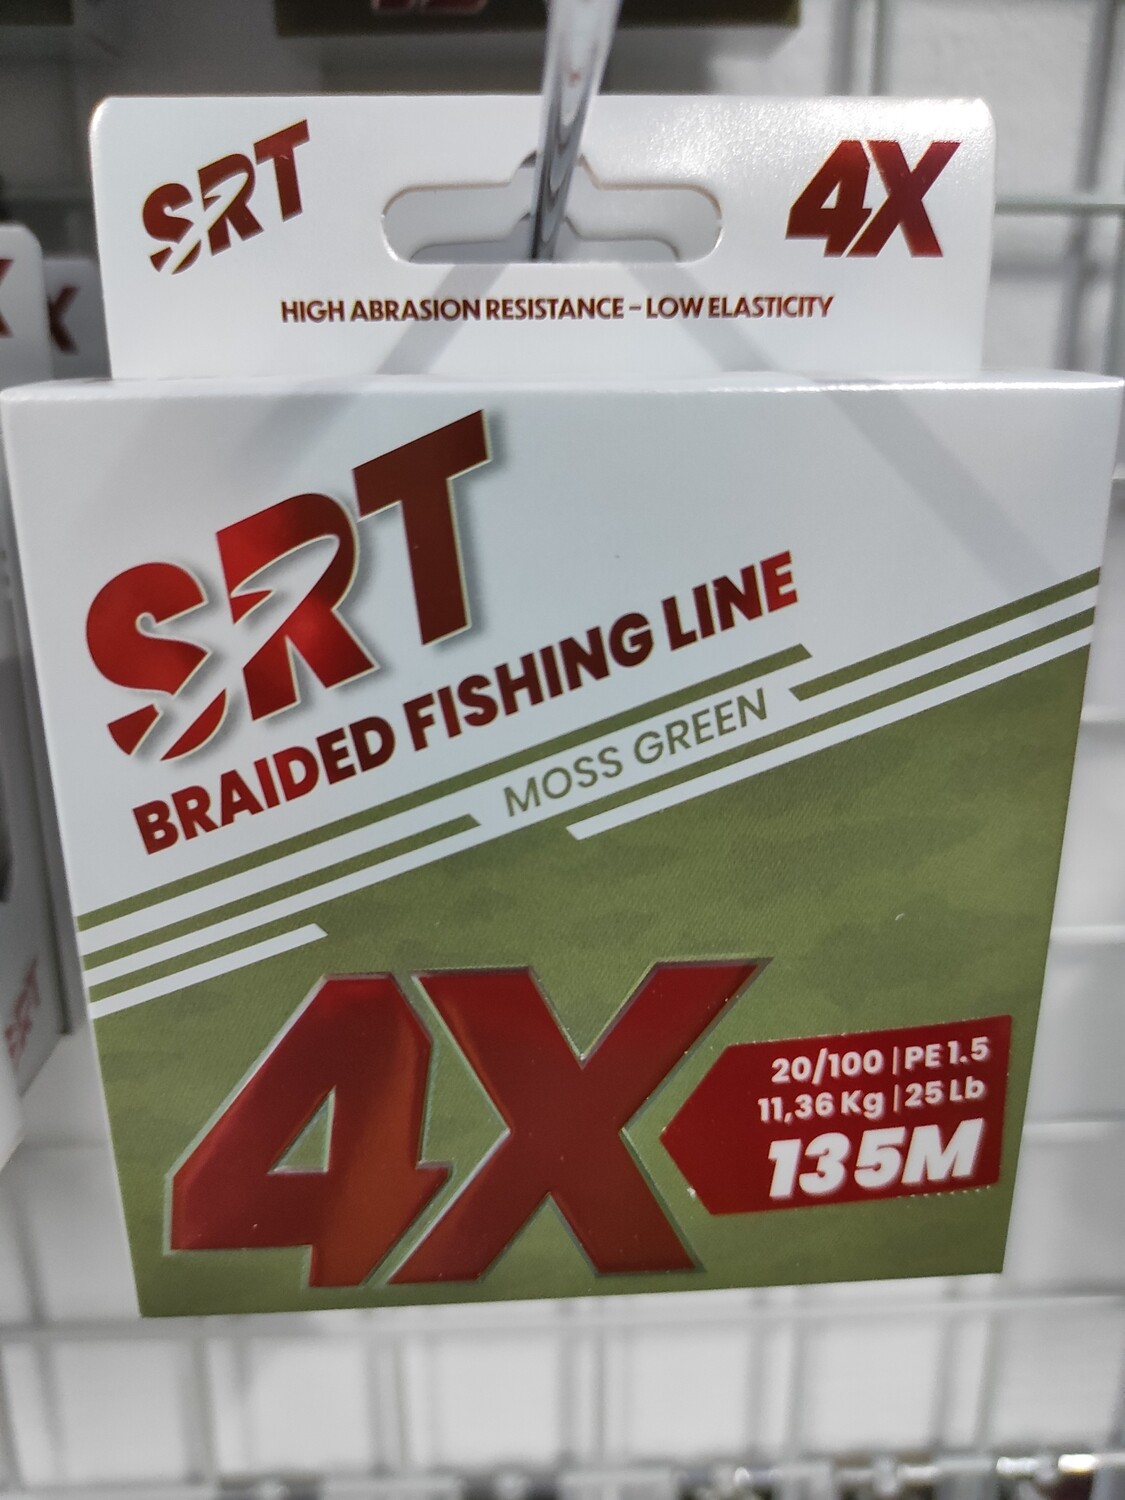 SRT
4X
HIGH ABRASION RESISTANCE – LOW ELASTICITY
SRT
BRAIDED FISHING LINE
MOSS GREEN
4X
20/100 | PE 1.5
11,36 Kg | 25 Lb
135M